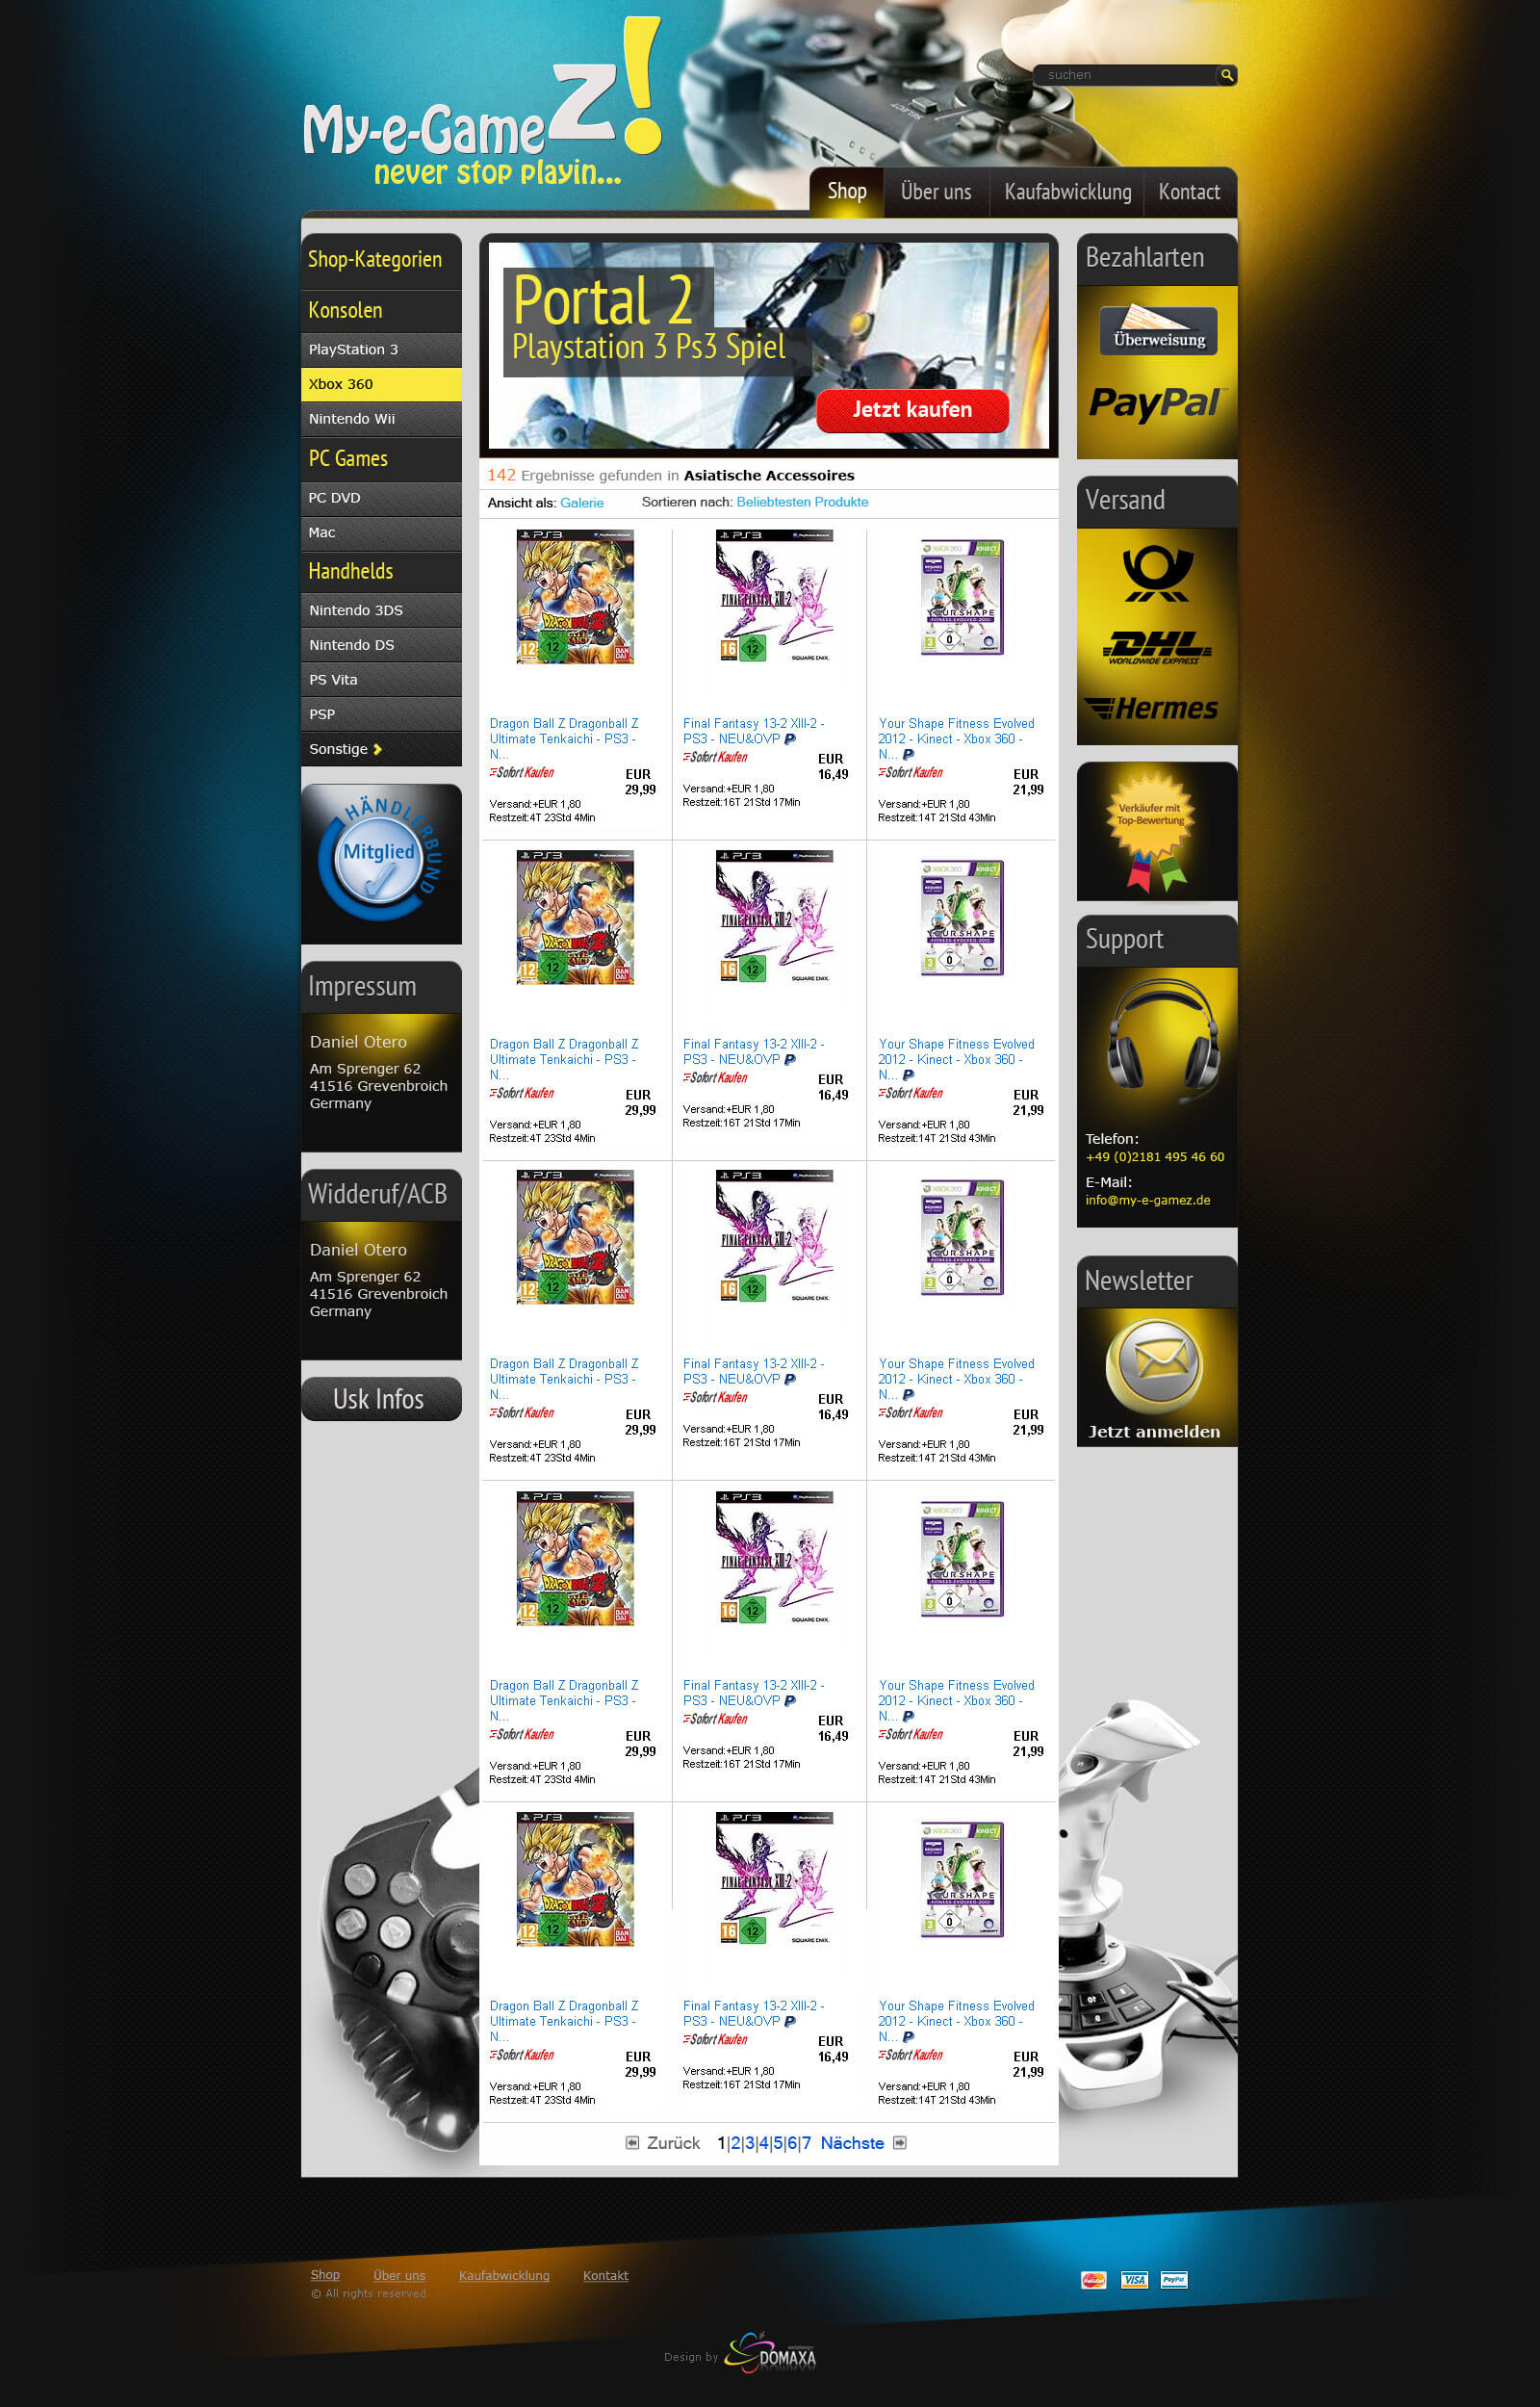 My-e-GameZ!
never stop playin...
suchen
Shop
Über uns
Kaufabwicklung
Kontact
Shop-Kategorien
Konsolen
PlayStation 3
Xbox 360
Nintendo Wii
PC Games
PC DVD
Mac
Handhelds
Nintendo 3DS
Nintendo DS
PS Vita
PSP
Sonstige
HÄNDLERBUND
Mitglied
Impressum
Daniel Otero
Am Sprenger 62
41516 Grevenbroich
Germany
Widderuf/ACB
Daniel Otero
Am Sprenger 62
41516 Grevenbroich
Germany
Usk Infos
Portal 2
Playstation 3 Ps3 Spiel
Jetzt kaufen
142 Ergebnisse gefunden in Asiatische Accessoires
Ansicht als: Galerie
Sortieren nach: Beliebtesten Produkte
Dragon Ball Z Dragonball Z
Ultimate Tenkaichi - PS3 -
N...
Sofort Kaufen
EUR
29,99
Versand:+EUR 1,80
Restzeit:4T 23Std 4Min
Final Fantasy 13-2 XIII-2 -
PS3 - NEU&OVP
Sofort Kaufen
EUR
16,49
Versand:+EUR 1,80
Restzeit:16T 21Std 17Min
Your Shape Fitness Evolved
2012 - Kinect - Xbox 360 -
N...
Sofort Kaufen
EUR
21,99
Versand:+EUR 1,80
Restzeit:14T 21Std 43Min
Dragon Ball Z Dragonball Z
Ultimate Tenkaichi - PS3 -
N...
Sofort Kaufen
EUR
29,99
Versand:+EUR 1,80
Restzeit:4T 23Std 4Min
Final Fantasy 13-2 XIII-2 -
PS3 - NEU&OVP
Sofort Kaufen
EUR
16,49
Versand:+EUR 1,80
Restzeit:16T 21Std 17Min
Your Shape Fitness Evolved
2012 - Kinect - Xbox 360 -
N...
Sofort Kaufen
EUR
21,99
Versand:+EUR 1,80
Restzeit:14T 21Std 43Min
Dragon Ball Z Dragonball Z
Ultimate Tenkaichi - PS3 -
N...
Sofort Kaufen
EUR
29,99
Versand:+EUR 1,80
Restzeit:4T 23Std 4Min
Final Fantasy 13-2 XIII-2 -
PS3 - NEU&OVP
Sofort Kaufen
EUR
16,49
Versand:+EUR 1,80
Restzeit:16T 21Std 17Min
Your Shape Fitness Evolved
2012 - Kinect - Xbox 360 -
N...
Sofort Kaufen
EUR
21,99
Versand:+EUR 1,80
Restzeit:14T 21Std 43Min
Dragon Ball Z Dragonball Z
Ultimate Tenkaichi - PS3 -
N...
Sofort Kaufen
EUR
29,99
Versand:+EUR 1,80
Restzeit:4T 23Std 4Min
Final Fantasy 13-2 XIII-2 -
PS3 - NEU&OVP
Sofort Kaufen
EUR
16,49
Versand:+EUR 1,80
Restzeit:16T 21Std 17Min
Your Shape Fitness Evolved
2012 - Kinect - Xbox 360 -
N...
Sofort Kaufen
EUR
21,99
Versand:+EUR 1,80
Restzeit:14T 21Std 43Min
Dragon Ball Z Dragonball Z
Ultimate Tenkaichi - PS3 -
N...
Sofort Kaufen
EUR
29,99
Versand:+EUR 1,80
Restzeit:4T 23Std 4Min
Final Fantasy 13-2 XIII-2 -
PS3 - NEU&OVP
Sofort Kaufen
EUR
16,49
Versand:+EUR 1,80
Restzeit:16T 21Std 17Min
Your Shape Fitness Evolved
2012 - Kinect - Xbox 360 -
N...
Sofort Kaufen
EUR
21,99
Versand:+EUR 1,80
Restzeit:14T 21Std 43Min
Zurück 1|2|3|4|5|6|7 Nächste
Bezahlarten
Überweisung
PayPal
Versand
DHL
WORLDWIDE EXPRESS
Hermes
Verkäufer mit
Top-Bewertung
Support
Telefon:
+49 (0)2181 495 46 60
E-Mail:
info@my-e-gamez.de
Newsletter
Jetzt anmelden
Shop
Über uns
Kaufabwicklung
Kontakt
© All rights reserved
VISA
PayPal
Design by DOMAXA